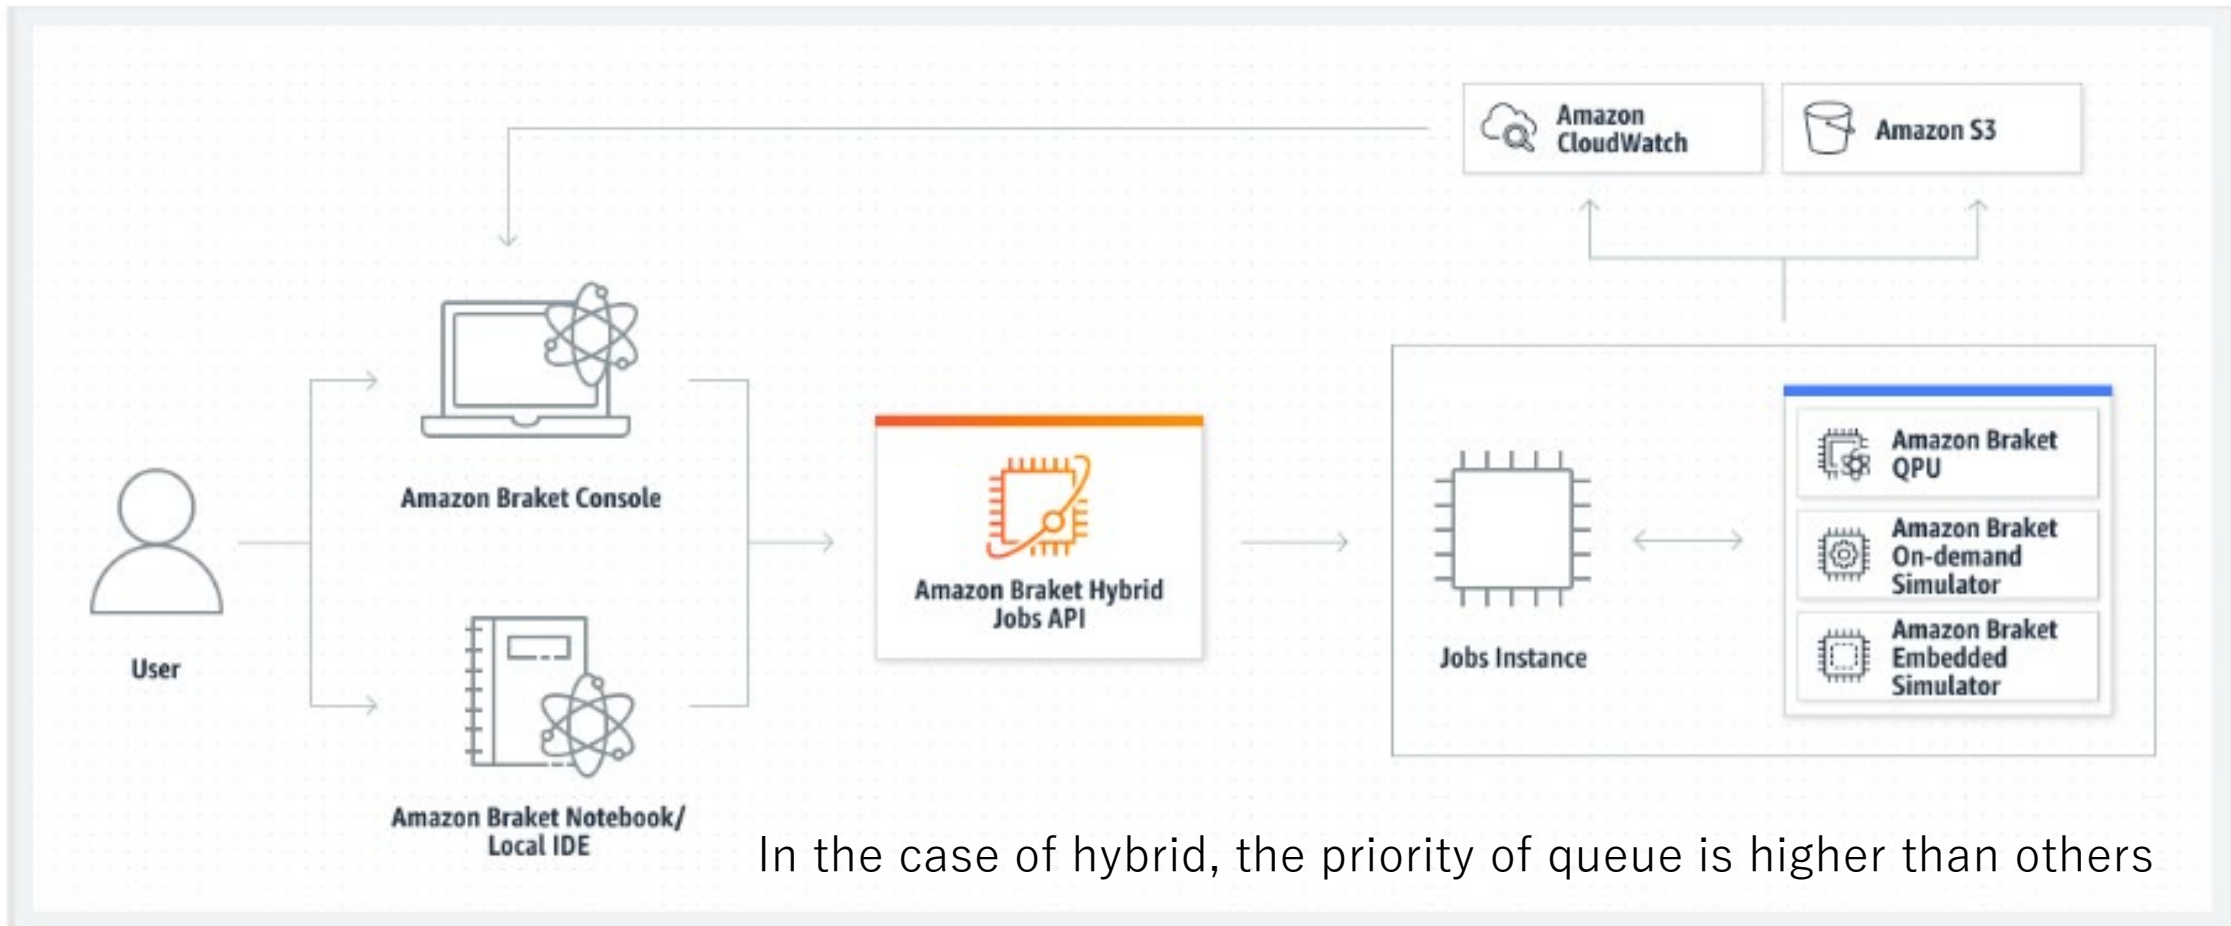 Amazon
CloudWatch
Amazon S3
Amazon Braket Console
User
Amazon Braket Notebook/
Local IDE
Amazon Braket Hybrid
Jobs API
Jobs Instance
Amazon Braket
QPU
Amazon Braket
On-demand
Simulator
Amazon Braket
Embedded
Simulator
In the case of hybrid, the priority of queue is higher than others